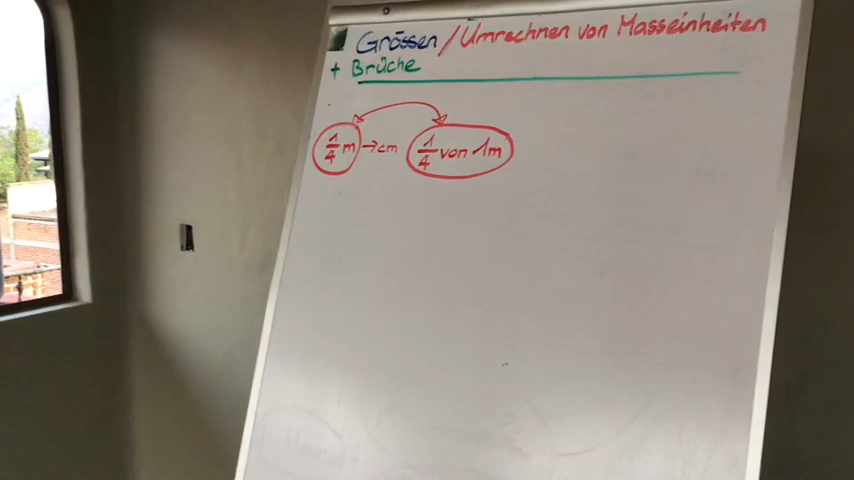 Grössen/Umrechnen von Masseinheiten
+ Brüche
1/4 m → cm 1/4 von 1m